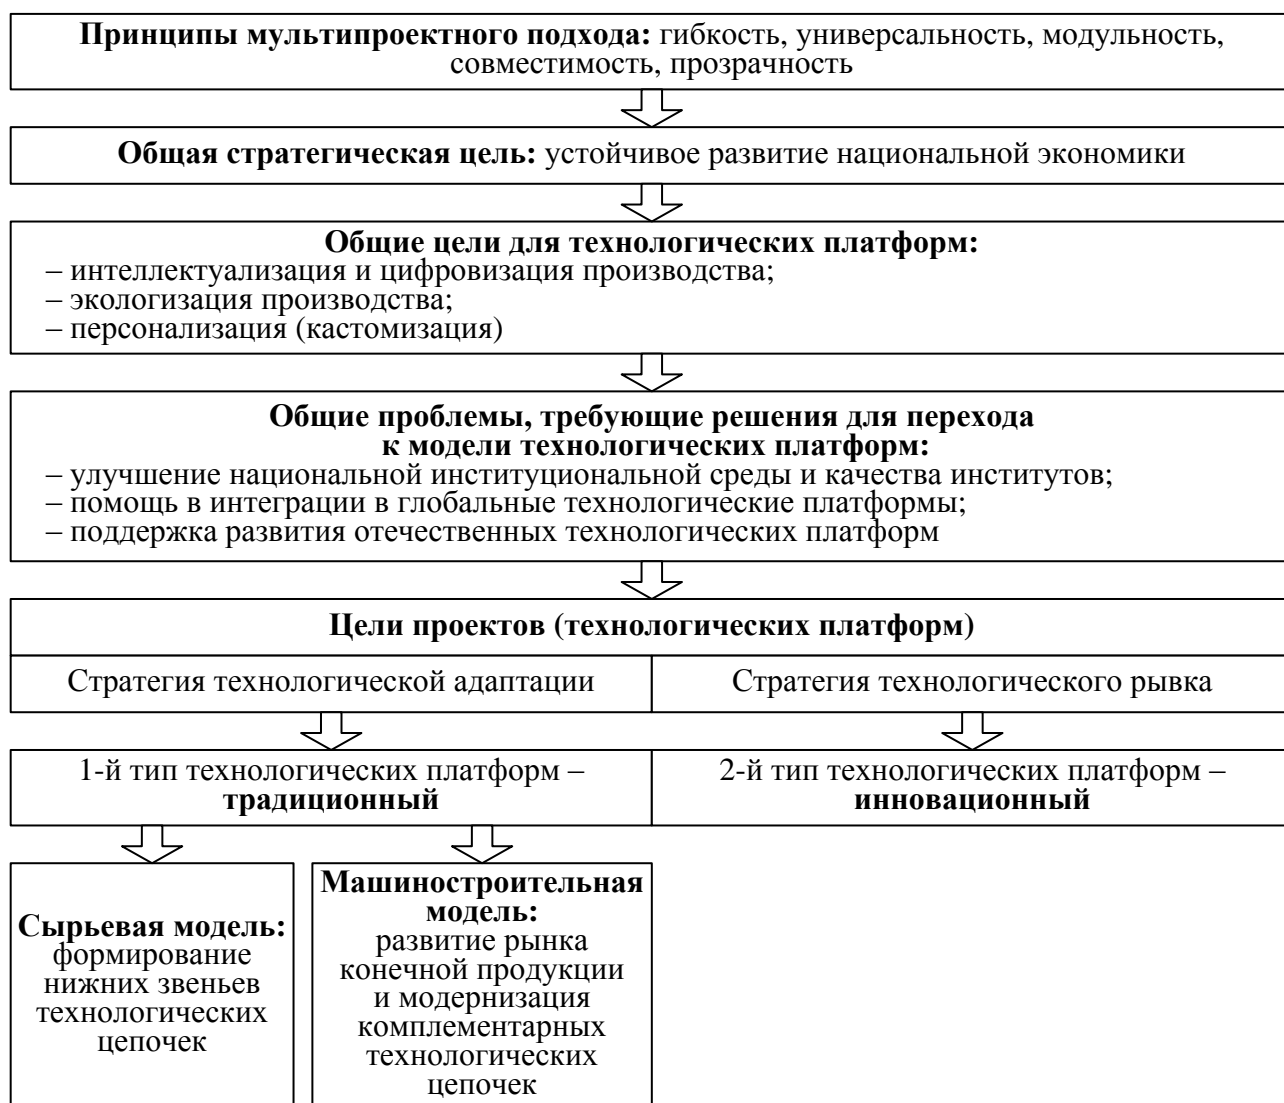 Принципы мультипроектного подхода: гибкость, универсальность, модульность,
совместимость, прозрачность
Общая стратегическая цель: устойчивое развитие национальной экономики
Общие цели для технологических платформ:
– интеллектуализация и цифровизация производства;
– экологизация производства;
– персонализация (кастомизация)
Общие проблемы, требующие решения для перехода
к модели технологических платформ:
– улучшение национальной институциональной среды и качества институтов;
– помощь в интеграции в глобальные технологические платформы;
– поддержка развития отечественных технологических платформ
Цели проектов (технологических платформ)
Стратегия технологической адаптации
Стратегия технологического рывка
1-й тип технологических платформ –
традиционный
2-й тип технологических платформ –
инновационный
Сырьевая модель:
формирование
нижних звеньев
технологических
цепочек
Машиностроительная
модель:
развитие рынка
конечной продукции
и модернизация
комплементарных
технологических
цепочек